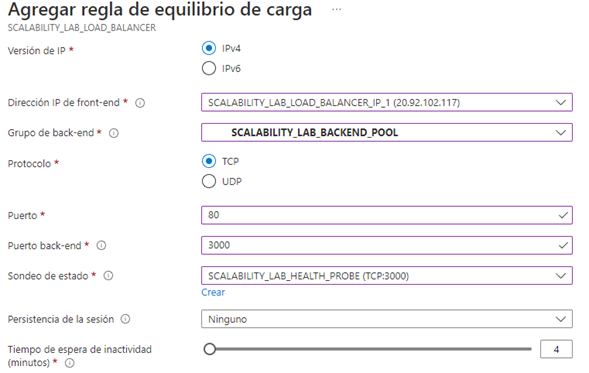 Agregar regla de equilibrio de carga ...
SCALABILITY_LAB_LOAD_BALANCER
Versión de IP *
IPv4
IPv6
Dirección IP de front-end *
SCALABILITY_LAB_LOAD_BALANCER_IP_1 (20.92.102.117)
Grupo de back-end *
SCALABILITY_LAB_BACKEND_POOL
Protocolo *
TCP
UDP
Puerto *
80
Puerto back-end *
3000
Sondeo de estado *
SCALABILITY_LAB_HEALTH_PROBE (TCP:3000)
Crear
Persistencia de la sesión
Ninguno
Tiempo de espera de inactividad
(minutos) *
4